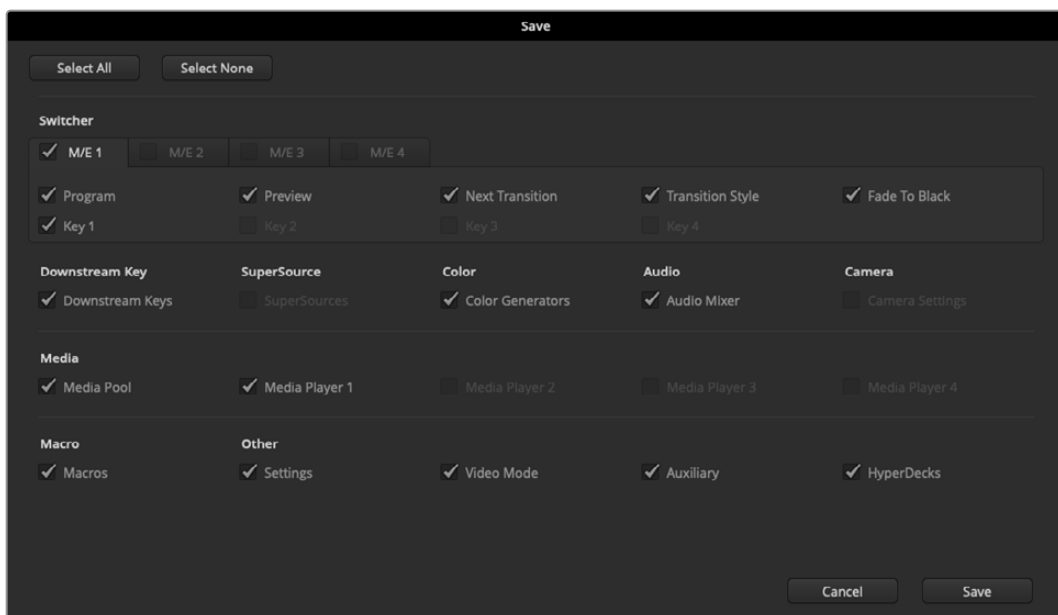 Save
Select All Select None
Switcher
M/E 1 M/E 2 M/E 3 M/E 4
Program Preview Next Transition Transition Style Fade To Black
Key 1 Key 2 Key 3 Key 4
Downstream Key SuperSource Color Audio Camera
Downstream Keys SuperSources Color Generators Audio Mixer Camera Settings
Media
Media Pool Media Player 1 Media Player 2 Media Player 3 Media Player 4
Macro Other
Macros Settings Video Mode Auxiliary HyperDecks
Cancel Save